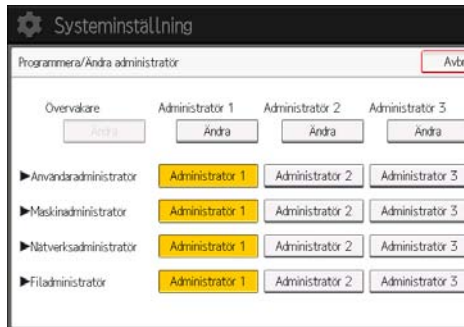 Systeminställning
Programmera/Ändra administratör
Övervakare Administratör 1 Administratör 2 Administratör 3
Ändra Ändra Ändra Ändra
►Användaradministratör Administratör 1 Administratör 2 Administratör 3
►Maskinadministratör Administratör 1 Administratör 2 Administratör 3
►Nätverksadministratör Administratör 1 Administratör 2 Administratör 3
►Filadministratör Administratör 1 Administratör 2 Administratör 3